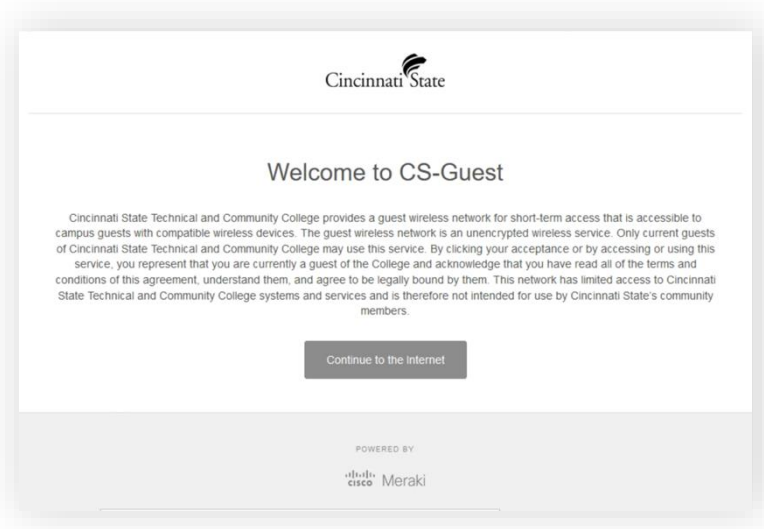 Cincinnati State
Welcome to CS-Guest
Cincinnati State Technical and Community College provides a guest wireless network for short-term access that is accessible to
campus guests with compatible wireless devices. The guest wireless network is an unencrypted wireless service. Only current guests
of Cincinnati State Technical and Community College may use this service. By clicking your acceptance or by accessing or using this
service, you represent that you are currently a guest of the College and acknowledge that you have read all of the terms and
conditions of this agreement, understand them, and agree to be legally bound by them. This network has limited access to Cincinnati
State Technical and Community College systems and services and is therefore not intended for use by Cincinnati State's community
members.
Continue to the Internet
POWERED BY
CISCO Meraki